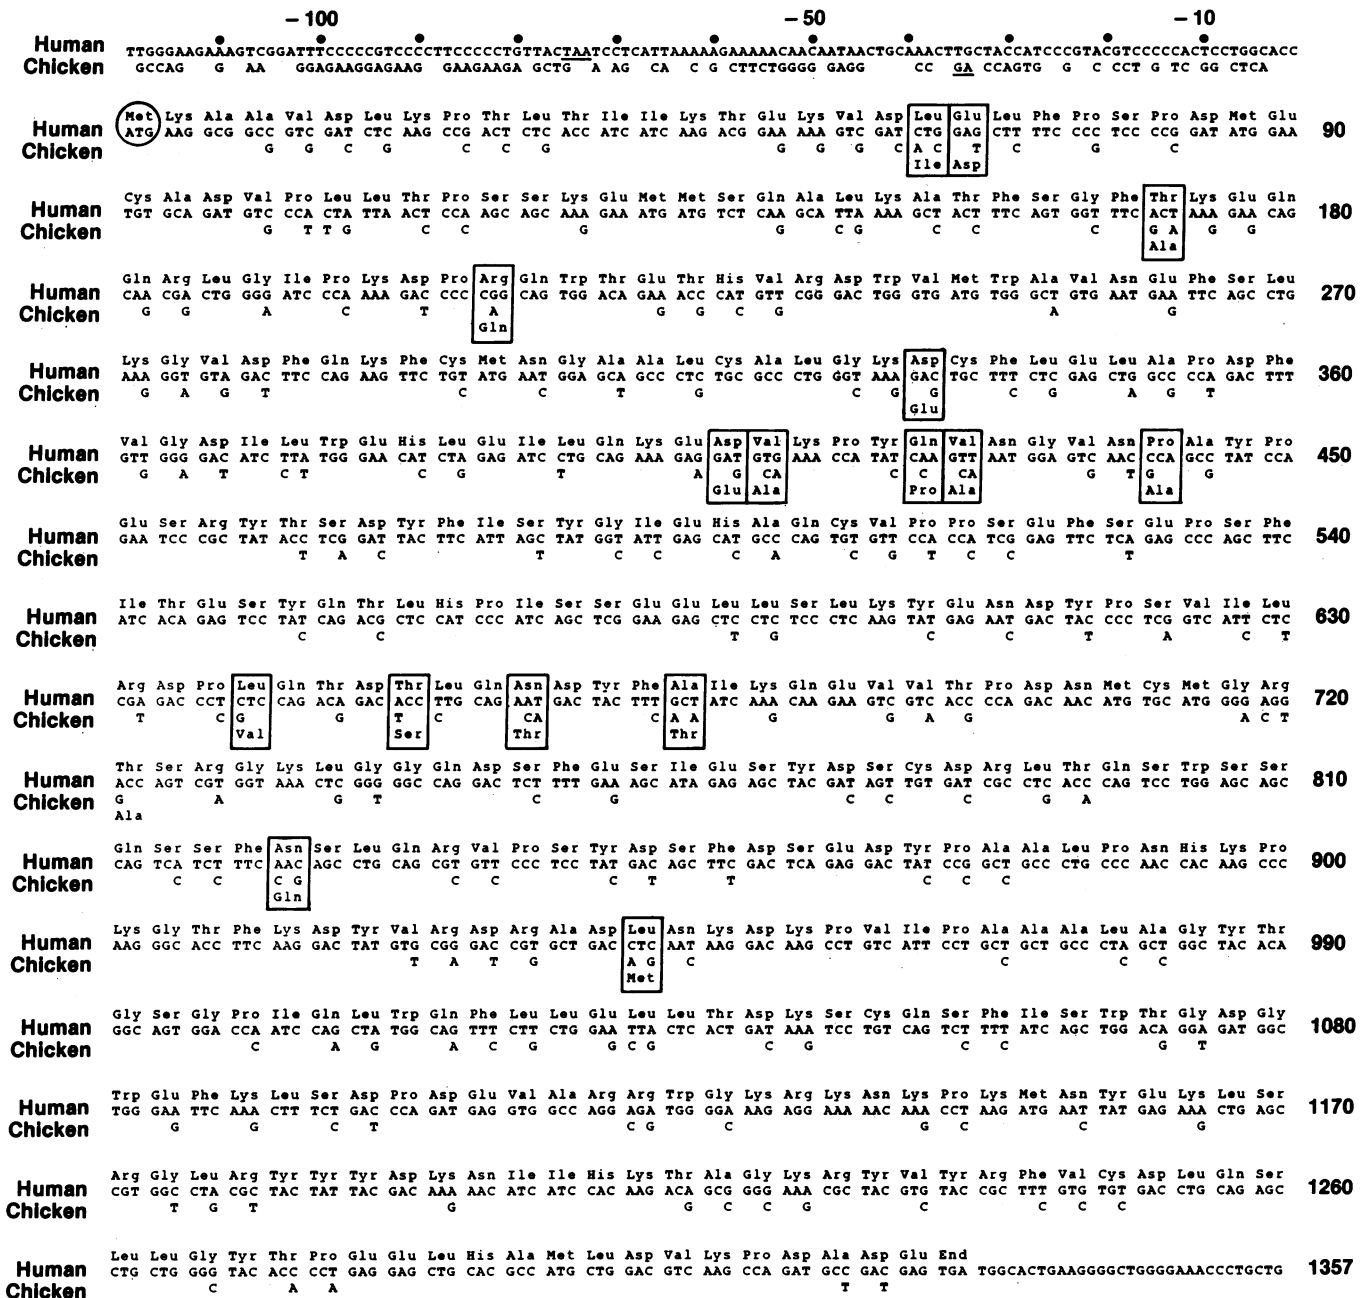 −100 −50 −10
Human TTGGGAAGAAAGTCGGATTTCCCCCGTCCCCTTCCCCCTGTTACTAATCCTCATTAAAAAGAAAAACAACAATAACTGCAAACTTGCTACCATCCCGTACGTCCCCCACTCCTGGCACC
Chicken GCCAG G AA GGAGAAGGAGAAG GAAGAAGA GCTG A AG CA C G CTTCTGGGG GAGG CC GA CCAGTG G C CCT G TC GG CTCA
Met Lys Ala Ala Val Asp Leu Lys Pro Thr Leu Thr Ile Ile Lys Thr Glu Lys Val Asp Leu Glu Leu Phe Pro Ser Pro Asp Met Glu
Human ATG AAG GCG GCC GTC GAT CTC AAG CCG ACT CTC ACC ATC ATC AAG ACG GAA AAA GTC GAT CTG GAG CTT TTC CCC TCC CCG GAT ATG GAA 90
Chicken G G C G C C G G G G C A C T C G C
Ile Asp
Cys Ala Asp Val Pro Leu Leu Thr Pro Ser Ser Lys Glu Met Met Ser Gln Ala Leu Lys Ala Thr Phe Ser Gly Phe Thr Lys Glu Gln
Human TGT GCA GAT GTC CCA CTA TTA ACT CCA AGC AGC AAA GAA ATG ATG TCT CAA GCA TTA AAA GCT ACT TTC AGT GGT TTC ACT AAA GAA CAG 180
Chicken G T T G C C G G C G C C C G A G G
Ala
Gln Arg Leu Gly Ile Pro Lys Asp Pro Arg Gln Trp Thr Glu Thr His Val Arg Asp Trp Val Met Trp Ala Val Asn Glu Phe Ser Leu
Human CAA CGA CTG GGG ATC CCA AAA GAC CCC CGG CAG TGG ACA GAA ACC CAT GTT CGG GAC TGG GTG ATG TGG GCT GTG AAT GAA TTC AGC CTG 270
Chicken G G A C T A G G C G A G
Gln
Lys Gly Val Asp Phe Gln Lys Phe Cys Met Asn Gly Ala Ala Leu Cys Ala Leu Gly Lys Asp Cys Phe Leu Glu Leu Ala Pro Asp Phe
Human AAA GGT GTA GAC TTC CAG AAG TTC TGT ATG AAT GGA GCA GCC CTC TGC GCC CTG GGT AAA GAC TGC TTT CTC GAG CTG GCC CCA GAC TTT 360
Chicken G A G T C C T G C G G C G A G T
Glu
Val Gly Asp Ile Leu Trp Glu His Leu Glu Ile Leu Gln Lys Glu Asp Val Lys Pro Tyr Gln Val Asn Gly Val Asn Pro Ala Tyr Pro
Human GTT GGG GAC ATC TTA TGG GAA CAT CTA GAG ATC CTG CAG AAA GAG GAT GTG AAA CCA TAT CAA GTT AAT GGA GTC AAC CCA GCC TAT CCA 450
Chicken G A T C T C G T A G C A C C C A G T G G
Glu Ala Pro Ala Ala
Glu Ser Arg Tyr Thr Ser Asp Tyr Phe Ile Ser Tyr Gly Ile Glu His Ala Gln Cys Val Pro Pro Ser Glu Phe Ser Glu Pro Ser Phe
Human GAA TCC CGC TAT ACC TCG GAT TAC TTC ATT AGC TAT GGT ATT GAG CAT GCC CAG TGT GTT CCA CCA TCG GAG TTC TCA GAG CCC AGC TTC 540
Chicken T A C T C C C A C G T C C T
Ile Thr Glu Ser Tyr Gln Thr Leu His Pro Ile Ser Ser Glu Glu Leu Leu Ser Leu Lys Tyr Glu Asn Asp Tyr Pro Ser Val Ile Leu
Human ATC ACA GAG TCC TAT CAG ACG CTC CAT CCC ATC AGC TCG GAA GAG CTC CTC TCC CTC AAG TAT GAG AAT GAC TAC CCC TCG GTC ATT CTC 630
Chicken C C T G C C T A C T
Arg Asp Pro Leu Gln Thr Asp Thr Leu Gln Asn Asp Tyr Phe Ala Ile Lys Gln Glu Val Val Thr Pro Asp Asn Met Cys Met Gly Arg
Human CGA GAC CCT CTC CAG ACA GAC ACC TTG CAG AAT GAC TAC TTT GCT ATC AAA CAA GAA GTC GTC ACC CCA GAC AAC ATG TGC ATG GGG AGG 720
Chicken T C G G T C C A C A A G G A G A C T
Val Ser Thr Thr
Thr Ser Arg Gly Lys Leu Gly Gly Gln Asp Ser Phe Glu Ser Ile Glu Ser Tyr Asp Ser Cys Asp Arg Leu Thr Gln Ser Trp Ser Ser
Human ACC AGT CGT GGT AAA CTC GGG GGC CAG GAC TCT TTT GAA AGC ATA GAG AGC TAC GAT AGT TGT GAT CGC CTC ACC CAG TCC TGG AGC AGC 810
Chicken G A G T C G C C C G A
Ala
Gln Ser Ser Phe Asn Ser Leu Gln Arg Val Pro Ser Tyr Asp Ser Phe Asp Ser Glu Asp Tyr Pro Ala Ala Leu Pro Asn His Lys Pro
Human CAG TCA TCT TTC AAC AGC CTG CAG CGT GTT CCC TCC TAT GAC AGC TTC GAC TCA GAG GAC TAT CCG GCT GCC CTG CCC AAC CAC AAG CCC 900
Chicken C C C G C C C T T C C C
Gln
Lys Gly Thr Phe Lys Asp Tyr Val Arg Asp Arg Ala Asp Leu Asn Lys Asp Lys Pro Val Ile Pro Ala Ala Ala Leu Ala Gly Tyr Thr
Human AAG GGC ACC TTC AAG GAC TAT GTG CGG GAC CGT GCT GAC CTC AAT AAG GAC AAG CCT GTC ATT CCT GCT GCT GCC CTA GCT GGC TAC ACA 990
Chicken T A T G A G C C C C
Met
Gly Ser Gly Pro Ile Gln Leu Trp Gln Phe Leu Leu Glu Leu Leu Thr Asp Lys Ser Cys Gln Ser Phe Ile Ser Trp Thr Gly Asp Gly
Human GGC AGT GGA CCA ATC CAG CTA TGG CAG TTT CTT CTG GAA TTA CTC ACT GAT AAA TCC TGT CAG TCT TTT ATC AGC TGG ACA GGA GAT GGC 1080
Chicken C A G A C G G C G C G C C G T
Trp Glu Phe Lys Leu Ser Asp Pro Asp Glu Val Ala Arg Arg Trp Gly Lys Arg Lys Asn Lys Pro Lys Met Asn Tyr Glu Lys Leu Ser
Human TGG GAA TTC AAA CTT TCT GAC CCA GAT GAG GTG GCC AGG AGA TGG GGA AAG AGG AAA AAC AAA CCT AAG ATG AAT TAT GAG AAA CTG AGC 1170
Chicken G G C T C G C G C C G
Arg Gly Leu Arg Tyr Tyr Tyr Asp Lys Asn Ile Ile His Lys Thr Ala Gly Lys Arg Tyr Val Tyr Arg Phe Val Cys Asp Leu Gln Ser
Human CGT GGC CTA CGC TAC TAT TAC GAC AAA AAC ATC ATC CAC AAG ACA GCG GGG AAA CGC TAC GTG TAC CGC TTT GTG TGT GAC CTG CAG AGC 1260
Chicken T G T G G C C G C C C C
Leu Leu Gly Tyr Thr Pro Glu Glu Leu His Ala Met Leu Asp Val Lys Pro Asp Ala Asp Glu End
Human CTG CTG GGG TAC ACC CCT GAG GAG CTG CAC GCC ATG CTG GAC GTC AAG CCA GAT GCC GAC GAG TGA TGGCACTGAAGGGGCTGGGGAAACCCTGCTG 1357
Chicken C A A T T